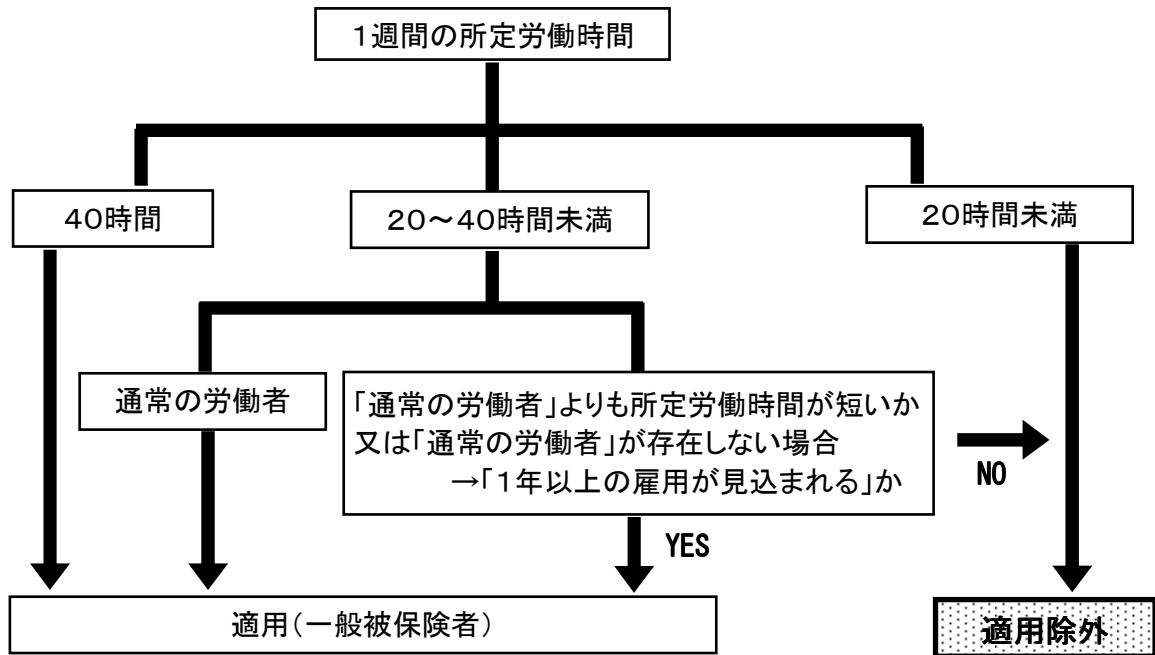 １週間の所定労働時間
４０時間
２０～４０時間未満
２０時間未満
通常の労働者
「通常の労働者」よりも所定労働時間が短いか
又は「通常の労働者」が存在しない場合
→「１年以上の雇用が見込まれる」か
NO
YES
適用（一般被保険者）
適用除外